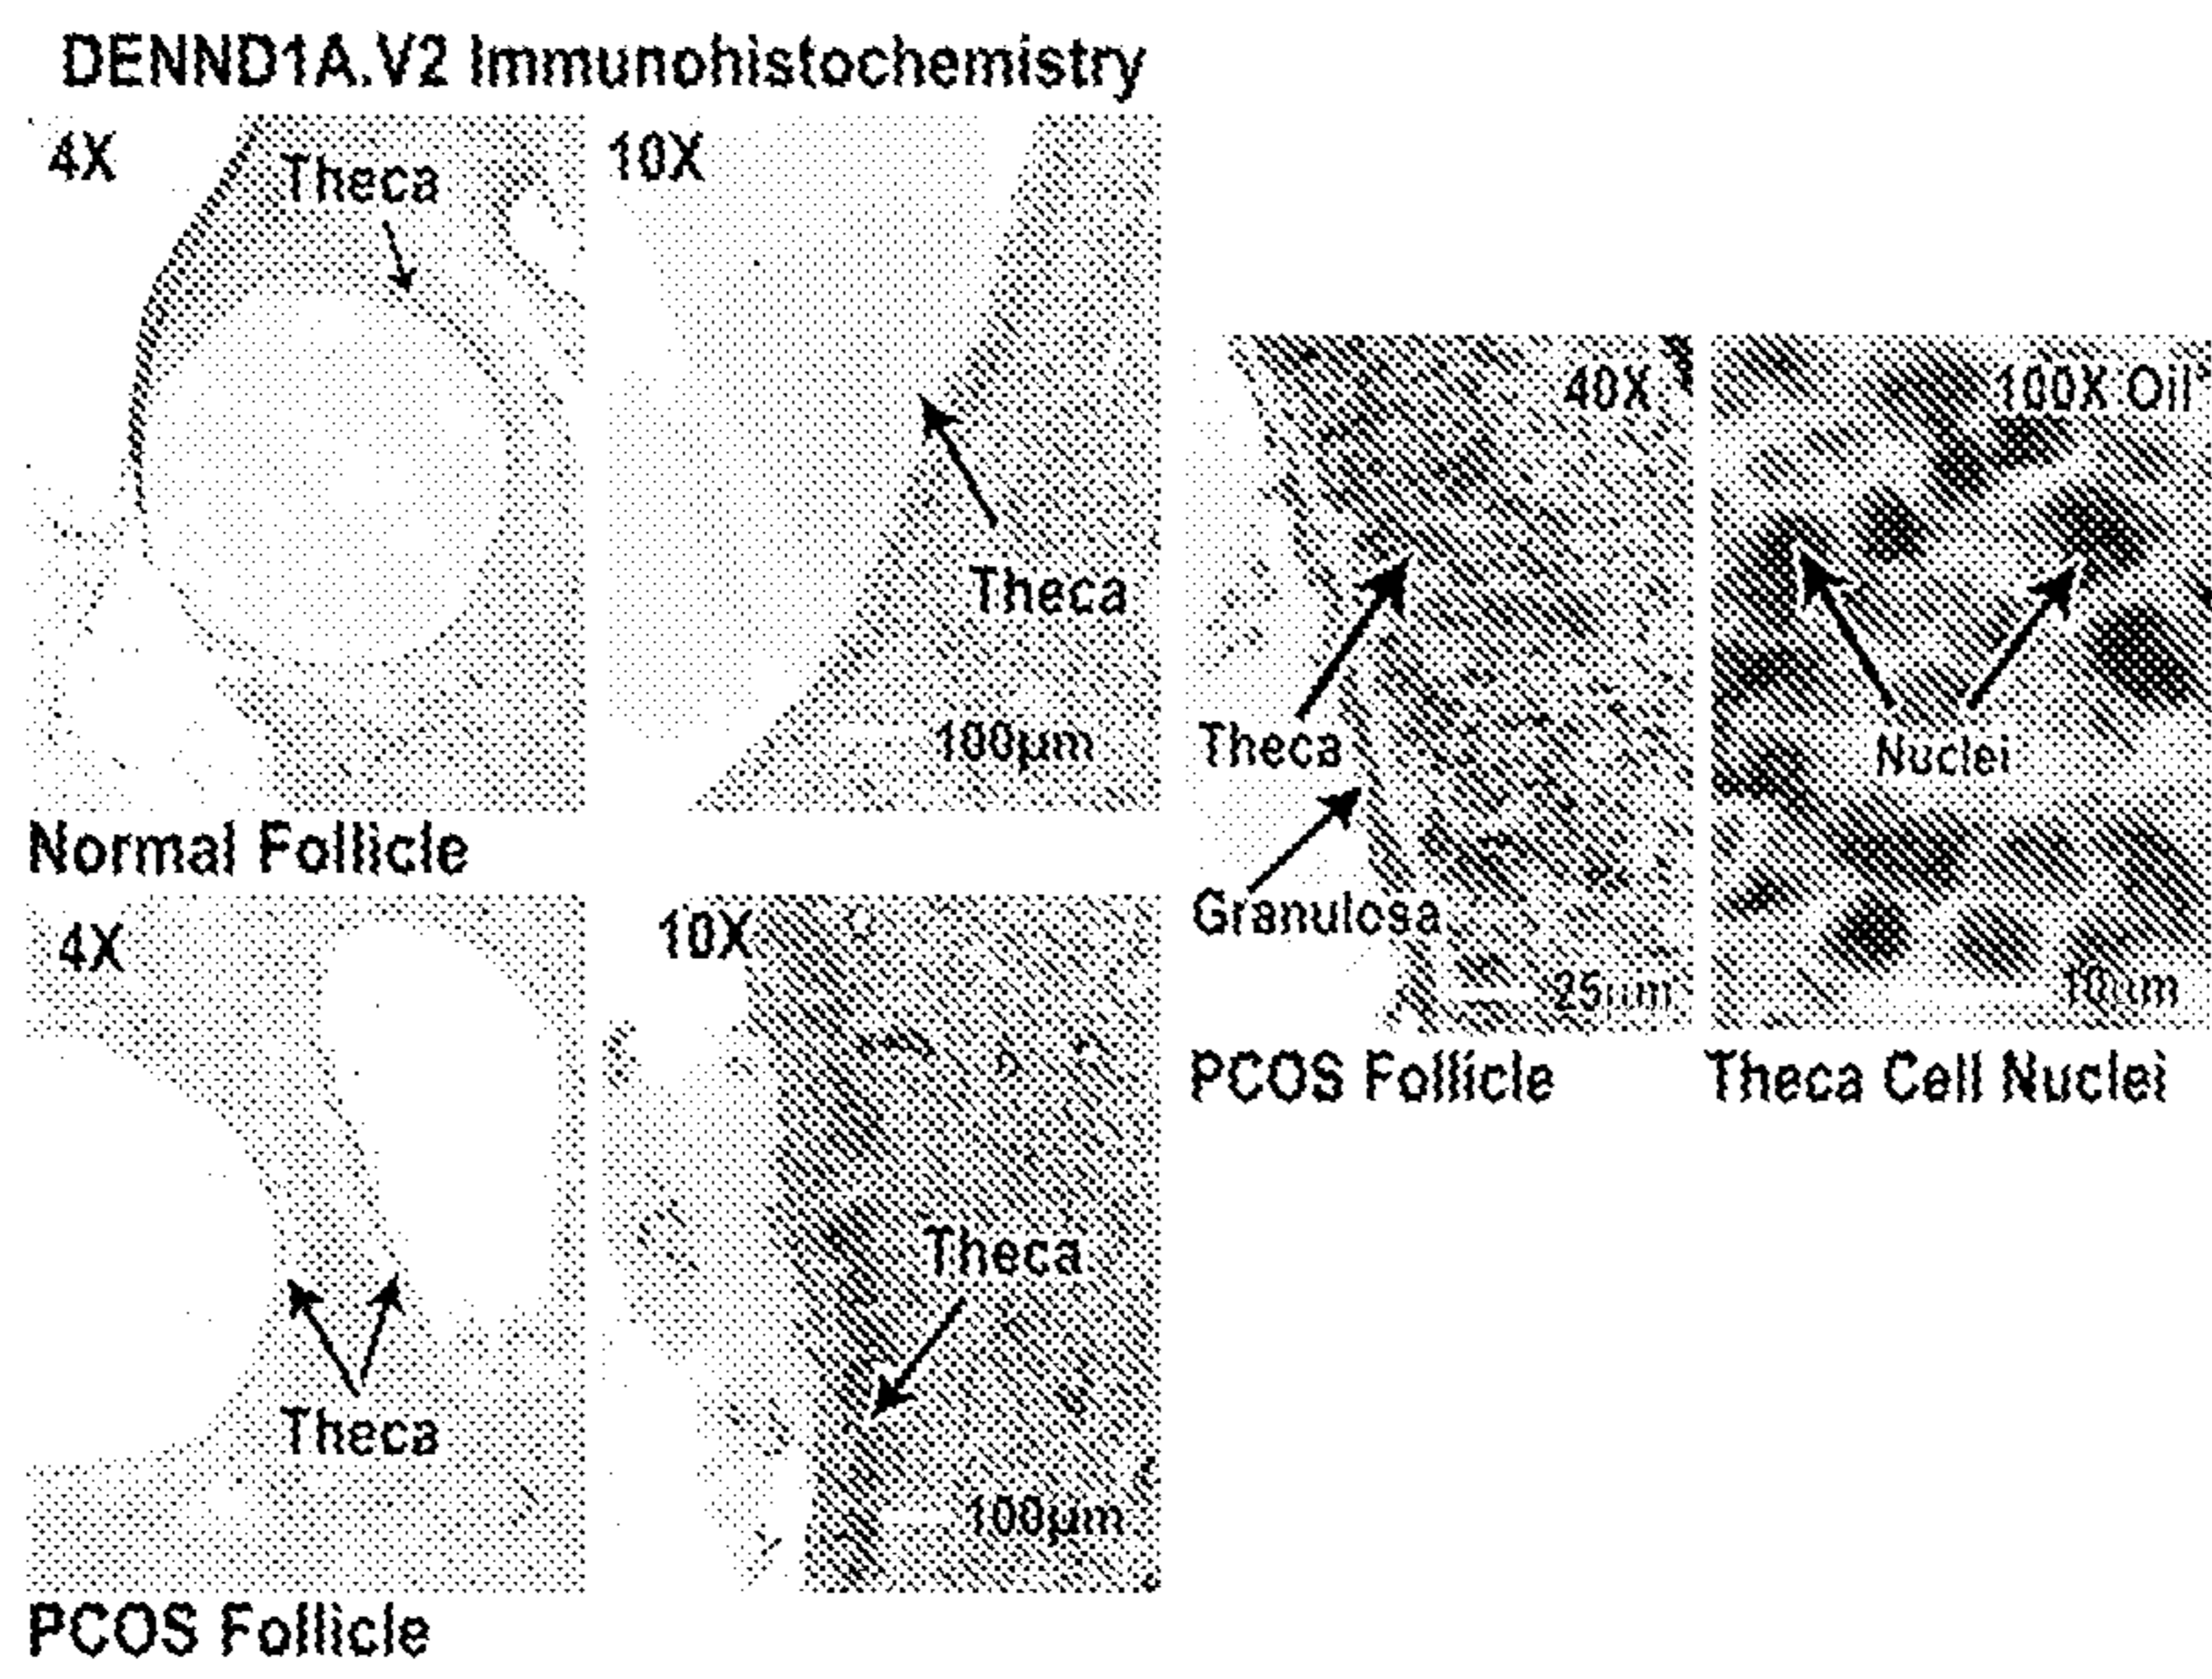 DENND1A.V2 Immunohistochemistry
4X
Theca
10X
Theca
100µm
Normal Follicle
4X
Theca
PCOS Follicle
10X
Theca
100µm
40X
Theca
Granulosa
25µm
PCOS Follicle
100X Oil
Nuclei
10µm
Theca Cell Nuclei